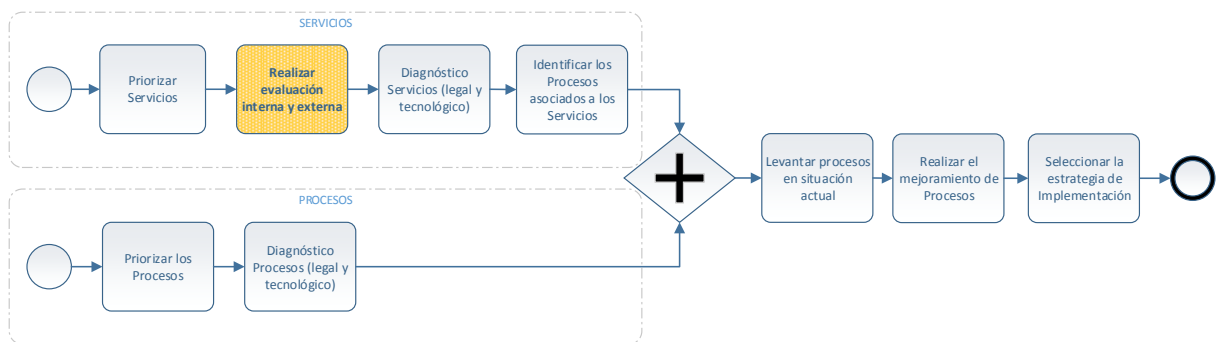 SERVICIOS
Priorizar
Servicios
Realizar
evaluación
interna y externa
Diagnóstico
Servicios (legal y
tecnológico)
Identificar los
Procesos
asociados a los
Servicios
PROCESOS
Priorizar los
Procesos
Diagnóstico
Procesos (legal y
tecnológico)
Levantar procesos
en situación
actual
Realizar el
mejoramiento de
Procesos
Seleccionar la
estrategia de
Implementación